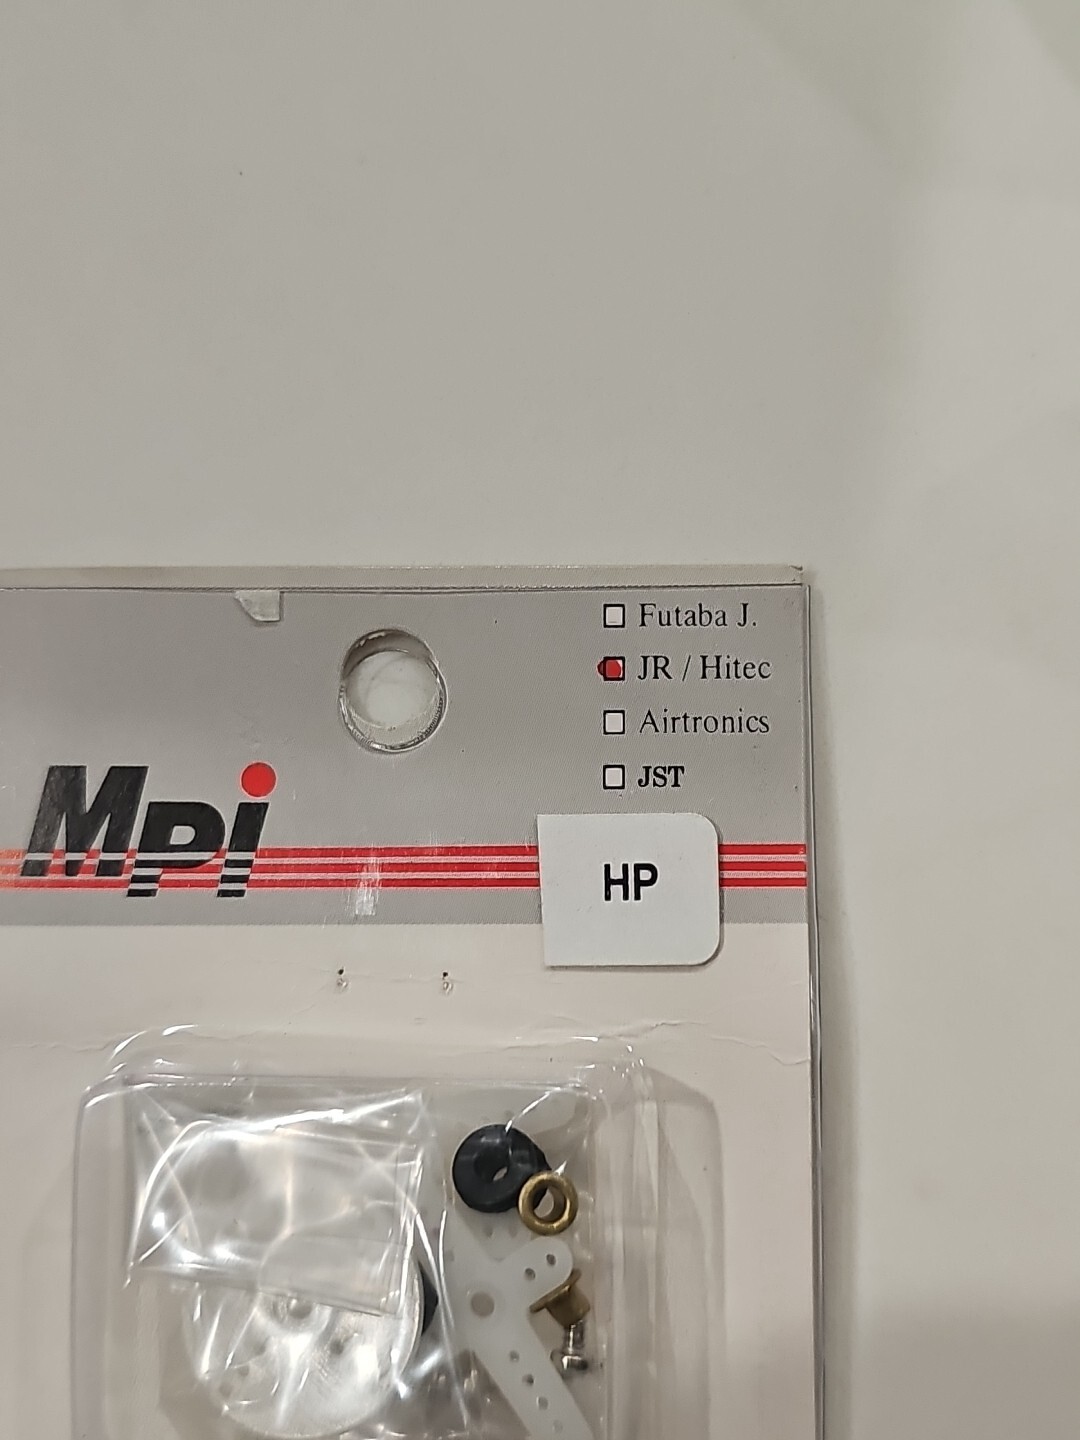 Futaba J.
JR / Hitec
Airtronics
JST
MPi
HP